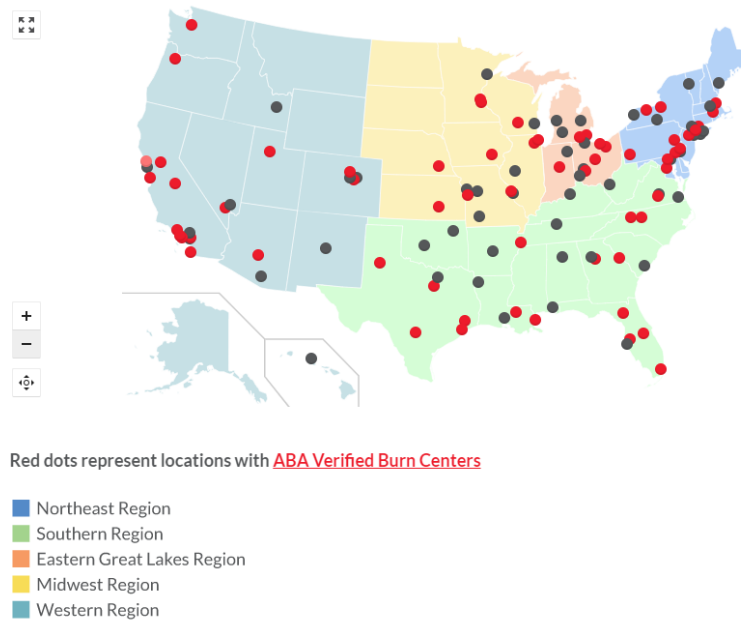 +
−
Red dots represent locations with ABA Verified Burn Centers
Northeast Region
Southern Region
Eastern Great Lakes Region
Midwest Region
Western Region